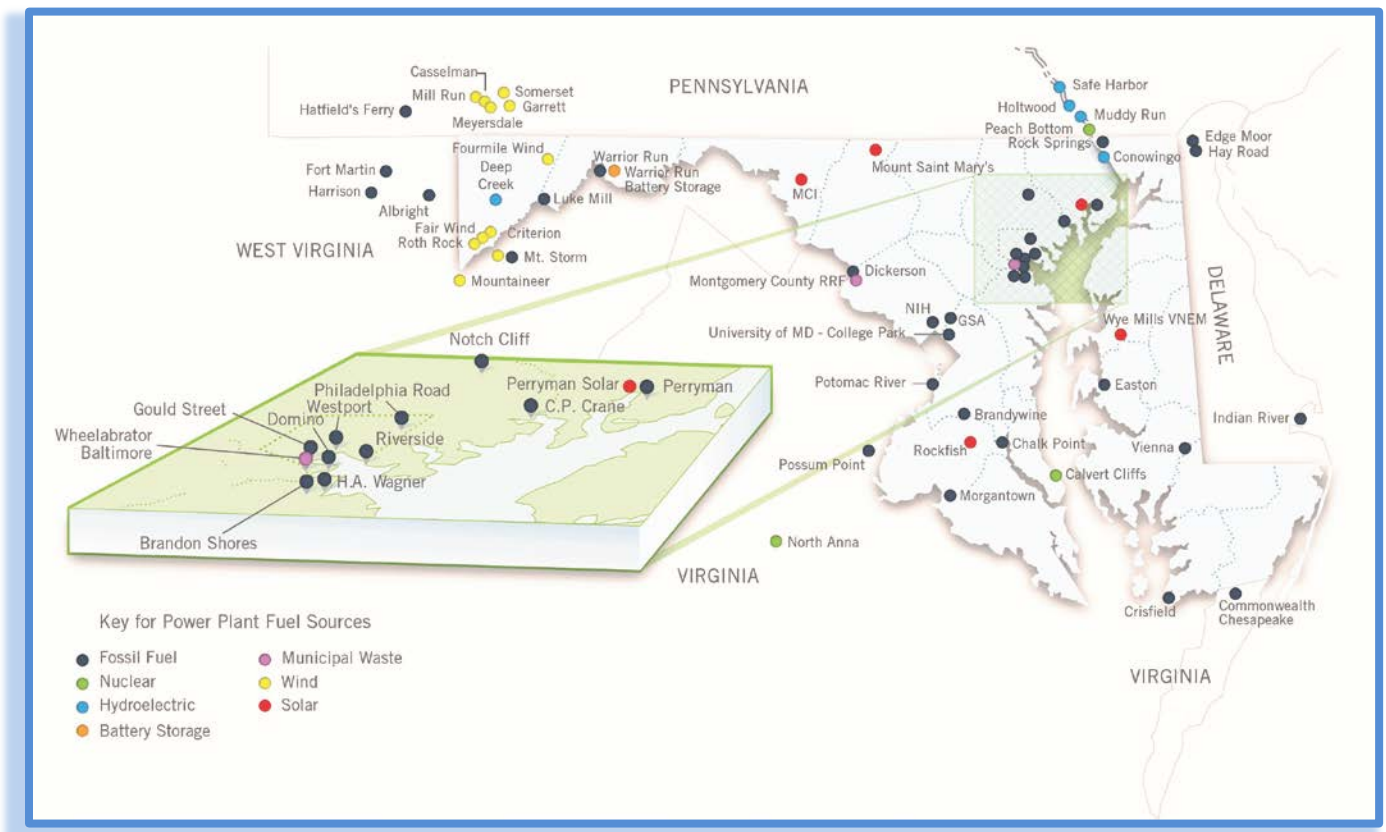 PENNSYLVANIA
Casselman
Mill Run
Somerset
Garrett
Meyersdale
Hatfield's Ferry
Safe Harbor
Holtwood
Muddy Run
Peach Bottom
Rock Springs
Conowingo
Edge Moor
Hay Road
Fourmile Wind
Deep
Creek
Warrior Run
Warrior Run
Battery Storage
Mount Saint Mary's
MCI
Fort Martin
Harrison
Albright
Luke Mill
Fair Wind
Roth Rock
Criterion
Mt. Storm
Mountaineer
WEST VIRGINIA
Dickerson
Montgomery County RRF
DELAWARE
NIH
GSA
University of MD - College Park
Wye Mills VNEM
Potomac River
Easton
Brandywine
Indian River
Rockfish
Chalk Point
Vienna
Possum Point
Calvert Cliffs
Morgantown
North Anna
VIRGINIA
Crisfield
Commonwealth
Chesapeake
VIRGINIA
Notch Cliff
Philadelphia Road
Westport
Domino
Gould Street
Wheelabrator
Baltimore
Perryman Solar
Perryman
C.P. Crane
Riverside
H.A. Wagner
Brandon Shores
Key for Power Plant Fuel Sources
Fossil Fuel
Nuclear
Hydroelectric
Battery Storage
Municipal Waste
Wind
Solar